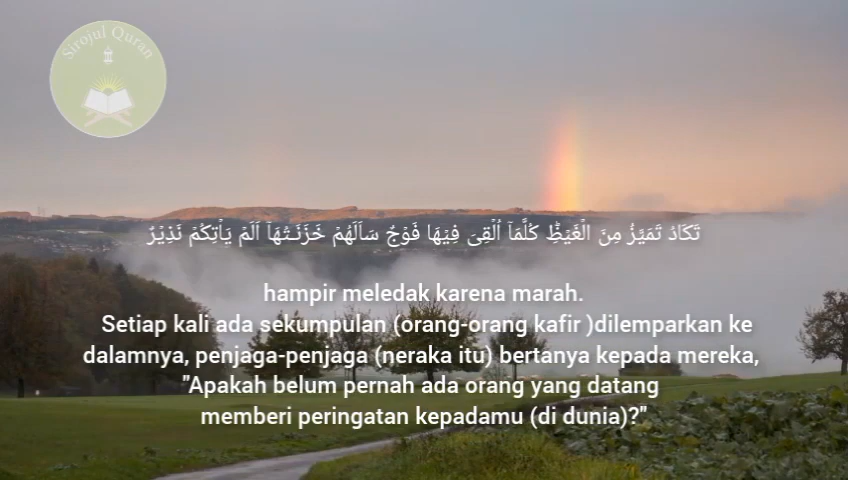 Sirojul Quran
تَكَادُ تَمَيَّزُ مِنَ الْغَيْظِۗ كُلَّمَآ اُلْقِيَ فِيْهَا فَوْجٌ سَاَلَهُمْ خَزَنَتُهَآ اَلَمْ يَأْتِكُمْ نَذِيْرٌ
hampir meledak karena marah.
Setiap kali ada sekumpulan (orang-orang kafir )dilemparkan ke
dalamnya, penjaga-penjaga (neraka itu) bertanya kepada mereka,
"Apakah belum pernah ada orang yang datang
memberi peringatan kepadamu (di dunia)?"